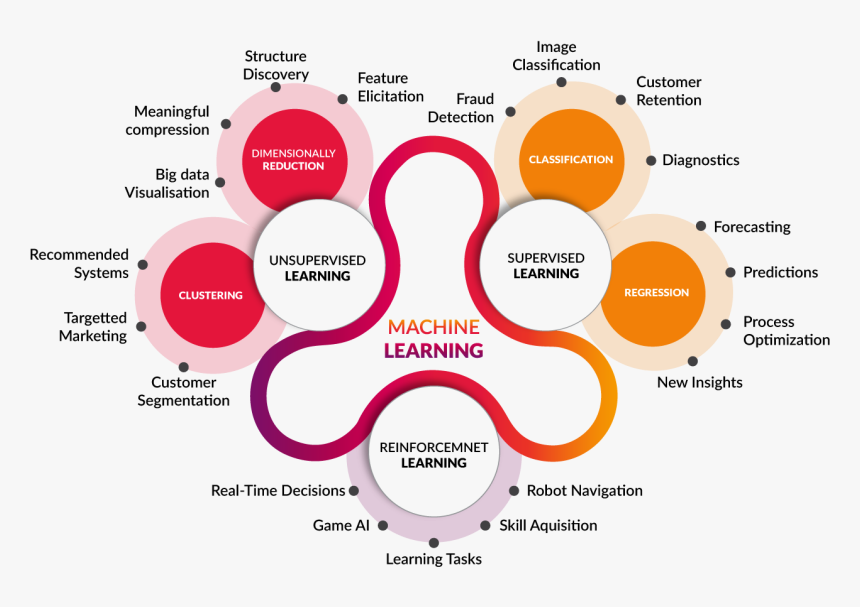 Structure
Discovery
Feature
Elicitation
Meaningful
compression
Big data
Visualisation
DIMENSIONALLY
REDUCTION
Recommended
Systems
Targetted
Marketing
Customer
Segmentation
CLUSTERING
UNSUPERVISED
LEARNING
Image
Classification
Fraud
Detection
Customer
Retention
Diagnostics
CLASSIFICATION
SUPERVISED
LEARNING
Forecasting
Predictions
Process
Optimization
New Insights
REGRESSION
MACHINE
LEARNING
REINFORCEMNET
LEARNING
Real-Time Decisions
Game AI
Learning Tasks
Skill Aquisition
Robot Navigation